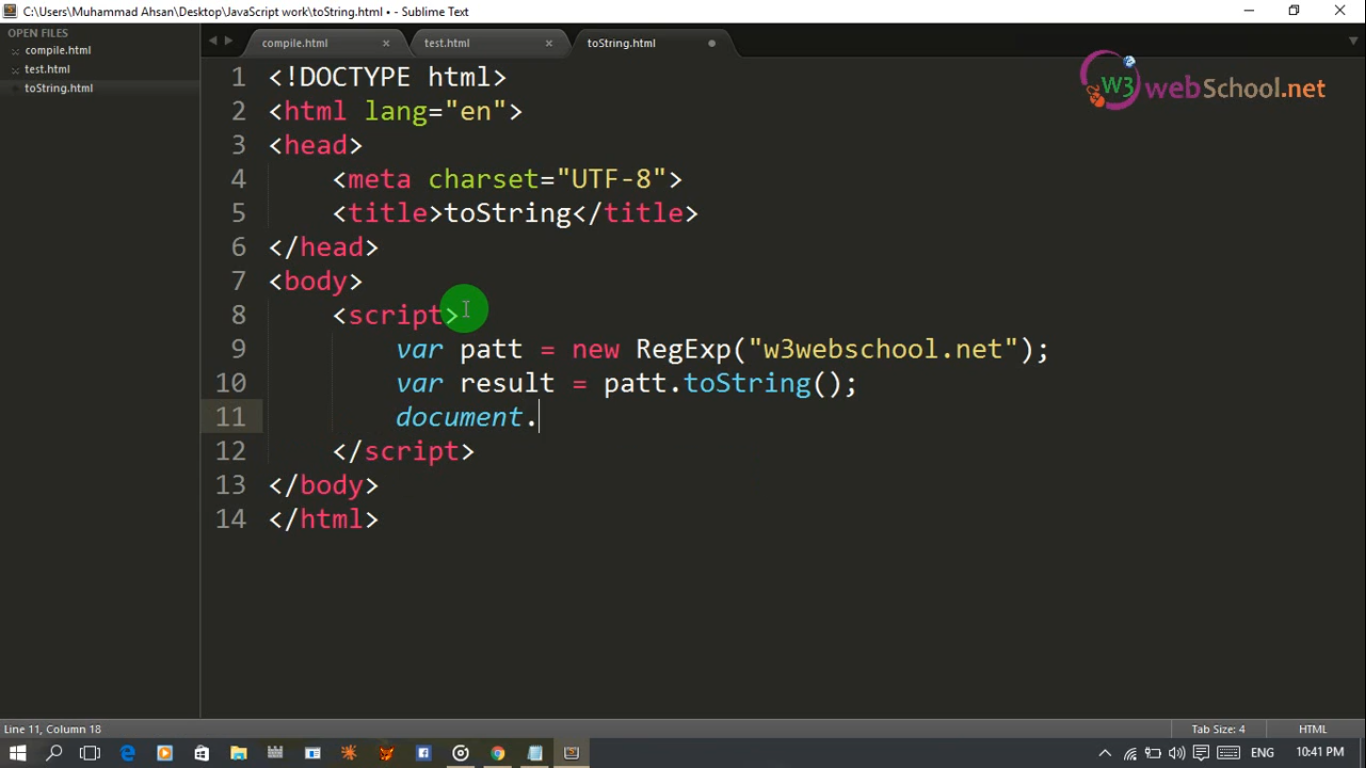 C:\Users\Muhammad Ahsan\Desktop\JavaScript work\toString.html • - Sublime Text
OPEN FILES
compile.html
test.html
toString.html
compile.html × test.html × toString.html
W3 webSchool.net
1 <!DOCTYPE html>
2 <html lang="en">
3 <head>
4 <meta charset="UTF-8">
5 <title>toString</title>
6 </head>
7 <body>
8 <script>
9 var patt = new RegExp("w3webschool.net");
10 var result = patt.toString();
11 document.
12 </script>
13 </body>
14 </html>
Line 11, Column 18 Tab Size: 4 HTML
ENG 10:41 PM